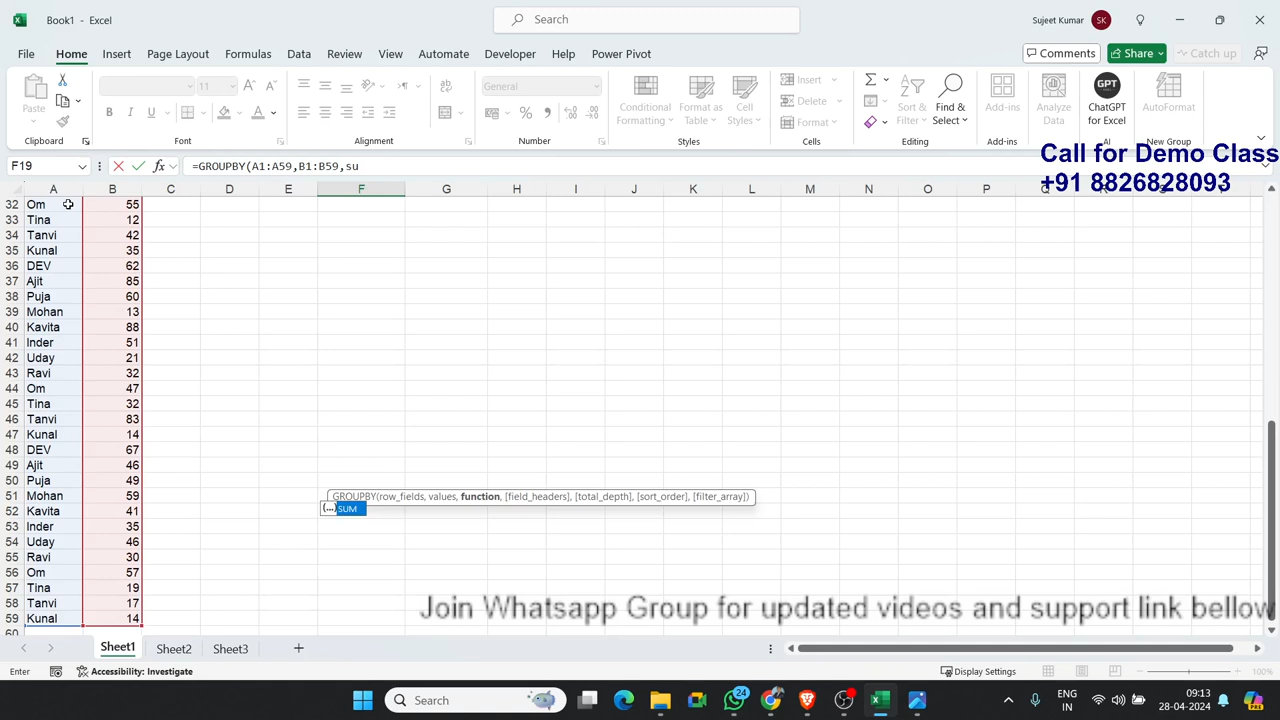 Book1 - Excel
Search
Sujeet Kumar
SK
File Home Insert Page Layout Formulas Data Review View Automate Developer Help Power Pivot
Comments Share Catch up
Paste
Clipboard
11
B I U
Font
Alignment
General
Number
Conditional Formatting
Format as Table
Cell Styles
Styles
Insert
Delete
Format
Cells
Sort & Filter
Find & Select
Editing
Add-ins
Add-ins
Analyze Data
ChatGPT for Excel
AI
AutoFormat
New Group
Call for Demo Class
+91 8826828093
F19
=GROUPBY(A1:A59,B1:B59,su
A B C D E F G H I J K L M N O P
32 Om 55
33 Tina 12
34 Tanvi 42
35 Kunal 35
36 DEV 62
37 Ajit 85
38 Puja 60
39 Mohan 13
40 Kavita 88
41 Inder 51
42 Uday 21
43 Ravi 32
44 Om 47
45 Tina 32
46 Tanvi 83
47 Kunal 14
48 DEV 67
49 Ajit 46
50 Puja 49
51 Mohan 59
GROUPBY(row_fields, values, function, [field_headers], [total_depth], [sort_order], [filter_array])
(...) SUM
52 Kavita 41
53 Inder 35
54 Uday 46
55 Ravi 30
56 Om 57
57 Tina 19
58 Tanvi 17
59 Kunal 14
60
Join Whatsapp Group for updated videos and support link bellow
Sheet1 Sheet2 Sheet3
Enter
Accessibility: Investigate
Display Settings
100%
Search
24
ENG
IN
09:13
28-04-2024